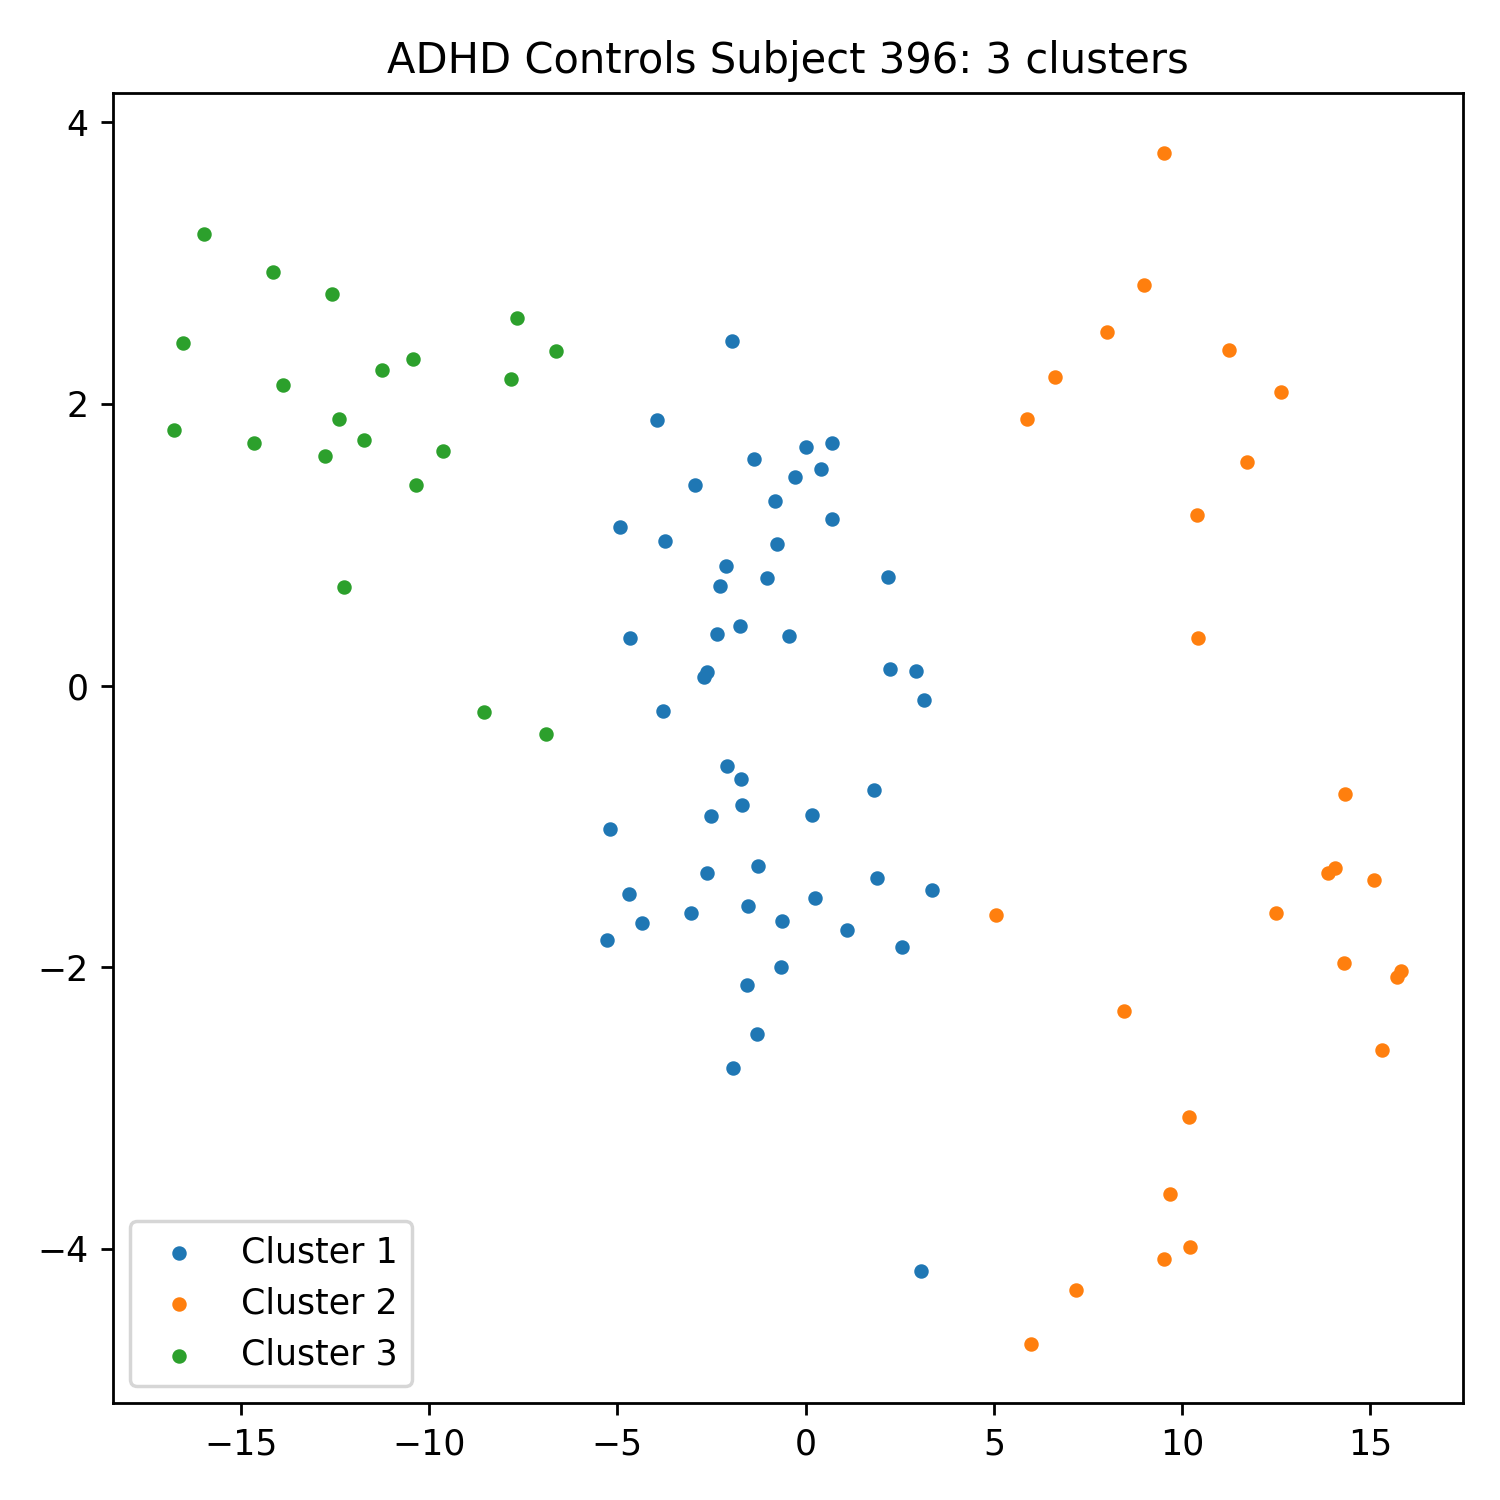 ADHD Controls Subject 396: 3 clusters
4
2
0
−2
−4
Cluster 1
Cluster 2
Cluster 3
−15 −10 −5 0 5 10 15